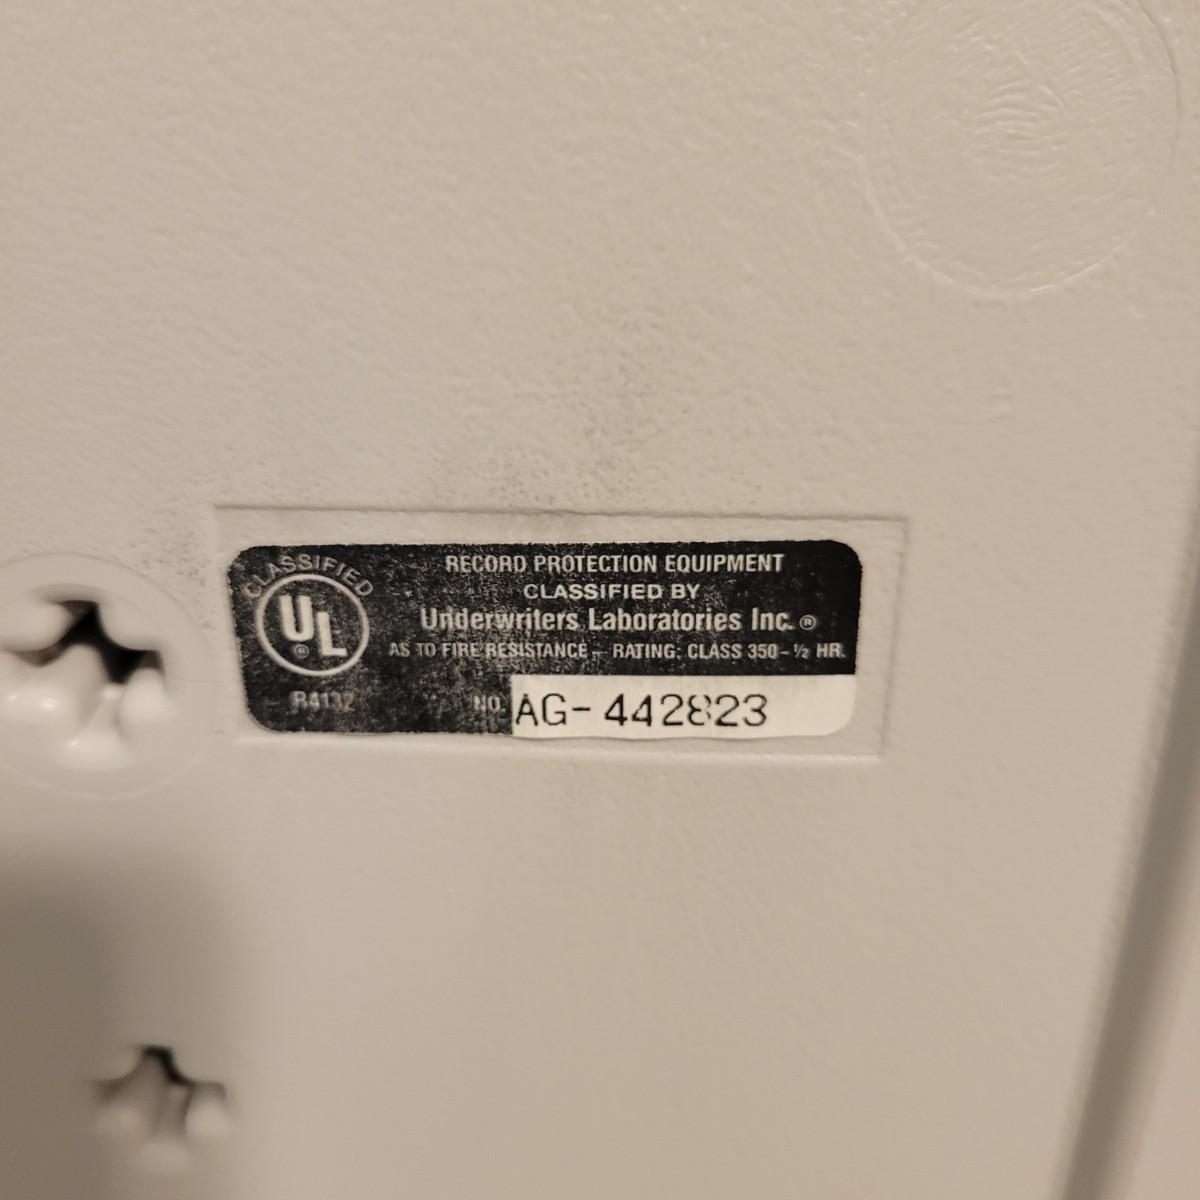 CLASSIFIED
UL ®
RECORD PROTECTION EQUIPMENT
CLASSIFIED BY
Underwriters Laboratories Inc. ®
AS TO FIRE RESISTANCE – RATING: CLASS 350 – ½ HR.
R4132
NO. AG-442823